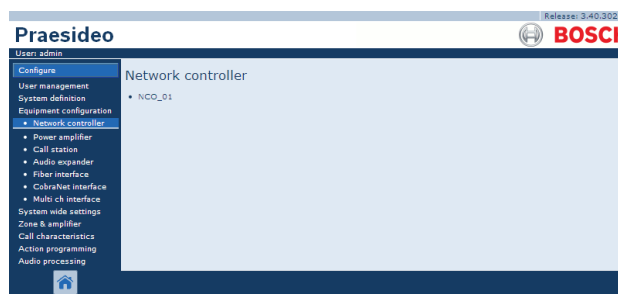 Release: 3.40.302
Praesideo
BOSCH
User: admin
Configure
User management
System definition
Equipment configuration
• Network controller
• Power amplifier
• Call station
• Audio expander
• Fiber interface
• CobraNet interface
• Multi ch interface
System wide settings
Zone & amplifier
Call characteristics
Action programming
Audio processing
Network controller
• NCO_01